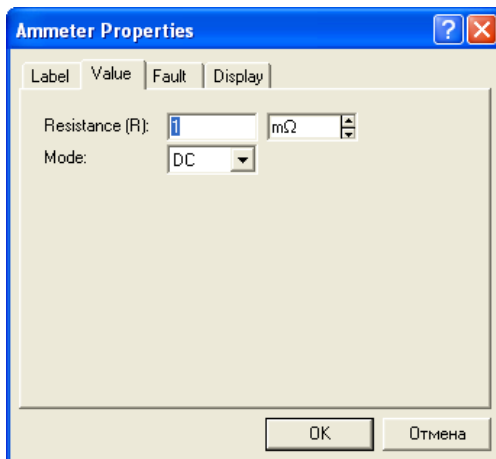 Ammeter Properties
Label Value Fault Display
Resistance (R): 1 mΩ
Mode: DC
OK Отмена